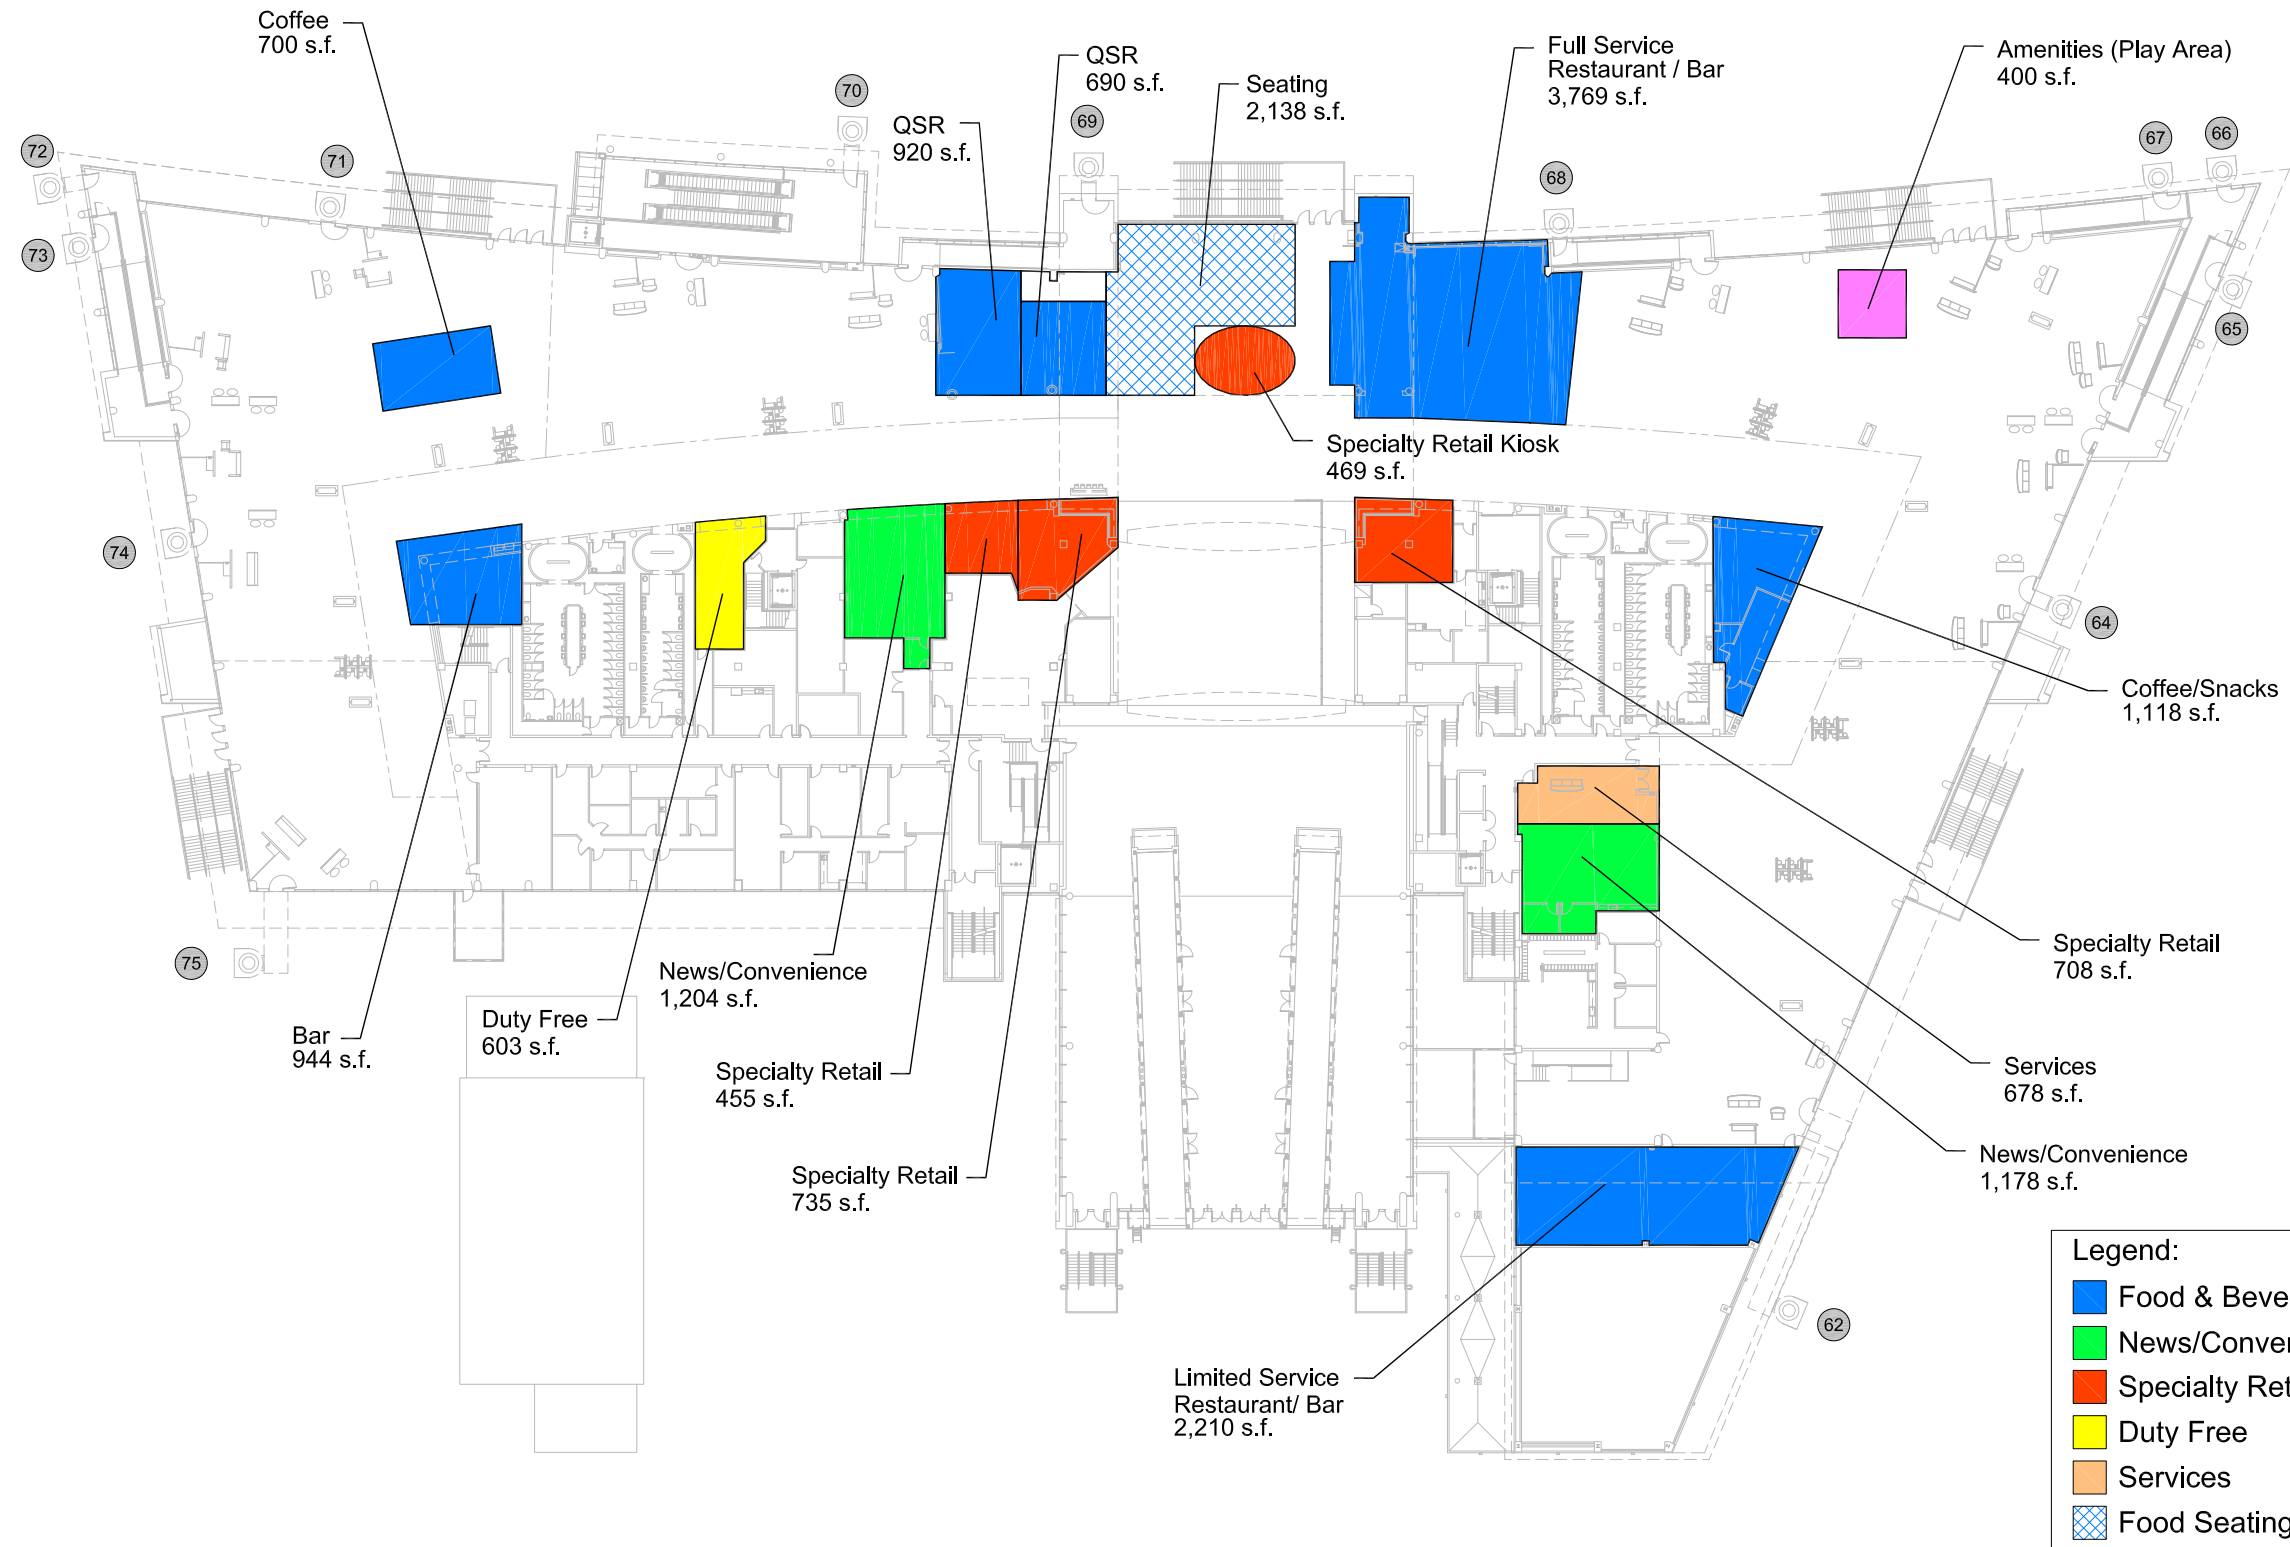 Coffee
700 s.f.
QSR
690 s.f.
Full Service
Restaurant / Bar
3,769 s.f.
Amenities (Play Area)
400 s.f.
Seating
2,138 s.f.
QSR
920 s.f.
70
69
72
71
67
66
68
73
65
Specialty Retail Kiosk
469 s.f.
74
64
Coffee/Snacks
1,118 s.f.
Specialty Retail
708 s.f.
75
News/Convenience
1,204 s.f.
Duty Free
603 s.f.
Bar
944 s.f.
Specialty Retail
455 s.f.
Services
678 s.f.
Specialty Retail
735 s.f.
News/Convenience
1,178 s.f.
62
Limited Service
Restaurant/ Bar
2,210 s.f.
Legend:
Food & Beve
News/Conver
Specialty Ret
Duty Free
Services
Food Seating